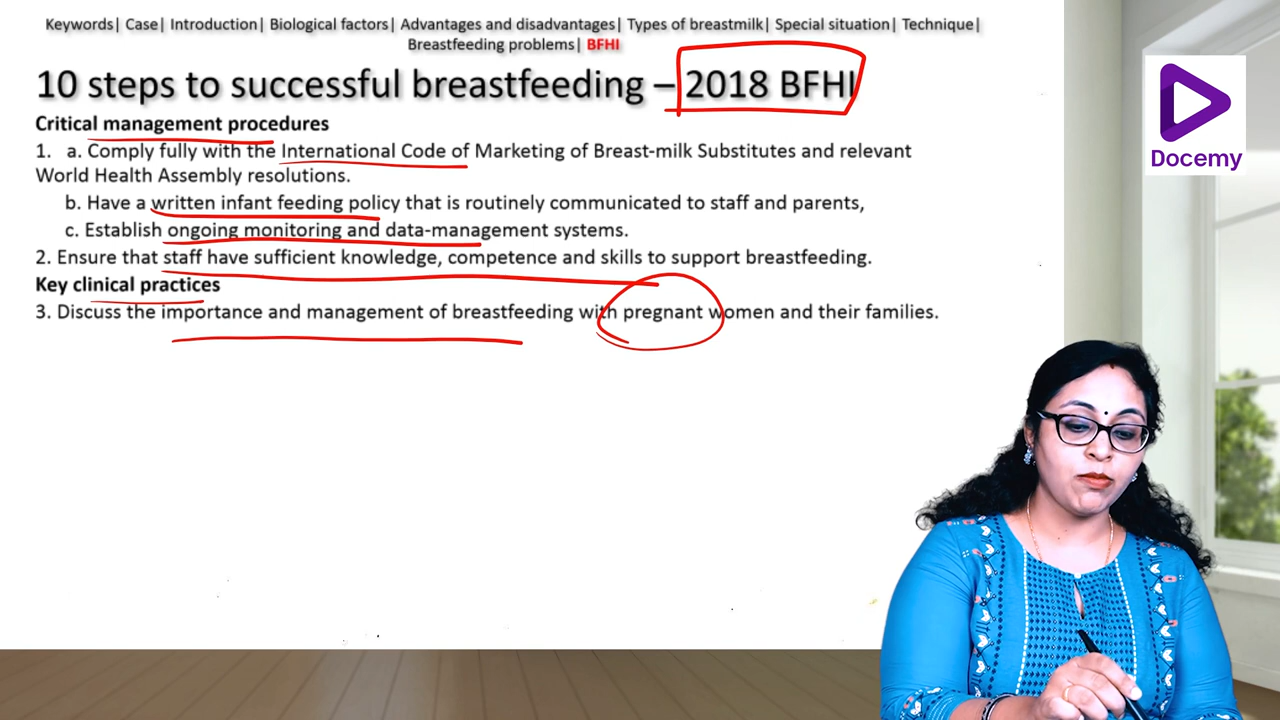 Keywords| Case| Introduction| Biological factors| Advantages and disadvantages| Types of breastmilk| Special situation| Technique|
Breastfeeding problems| BFHI
10 steps to successful breastfeeding – 2018 BFHI
Critical management procedures
1. a. Comply fully with the International Code of Marketing of Breast-milk Substitutes and relevant
World Health Assembly resolutions.
b. Have a written infant feeding policy that is routinely communicated to staff and parents,
c. Establish ongoing monitoring and data-management systems.
2. Ensure that staff have sufficient knowledge, competence and skills to support breastfeeding.
Key clinical practices
3. Discuss the importance and management of breastfeeding with pregnant women and their families.
Docemy